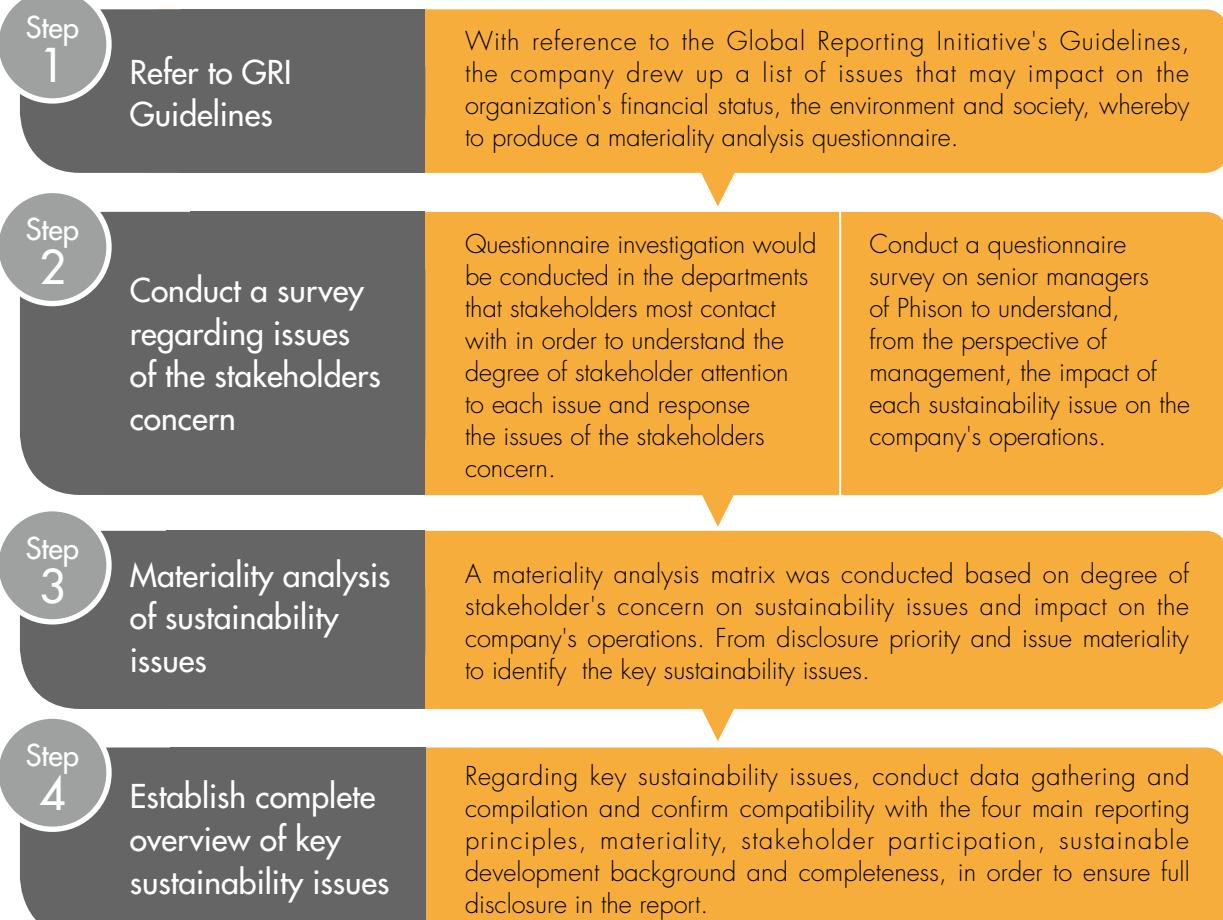 Step
1
Refer to GRI
Guidelines
With reference to the Global Reporting Initiative's Guidelines,
the company drew up a list of issues that may impact on the
organization's financial status, the environment and society, whereby
to produce a materiality analysis questionnaire.
Step
2
Conduct a survey
regarding issues
of the stakeholders
concern
Questionnaire investigation would
be conducted in the departments
that stakeholders most contact
with in order to understand the
degree of stakeholder attention
to each issue and response
the issues of the stakeholders
concern.
Conduct a questionnaire
survey on senior managers
of Phison to understand,
from the perspective of
management, the impact of
each sustainability issue on the
company's operations.
Step
3
Materiality analysis
of sustainability
issues
A materiality analysis matrix was conducted based on degree of
stakeholder's concern on sustainability issues and impact on the
company's operations. From disclosure priority and issue materiality
to identify the key sustainability issues.
Step
4
Establish complete
overview of key
sustainability issues
Regarding key sustainability issues, conduct data gathering and
compilation and confirm compatibility with the four main reporting
principles, materiality, stakeholder participation, sustainable
development background and completeness, in order to ensure full
disclosure in the report.